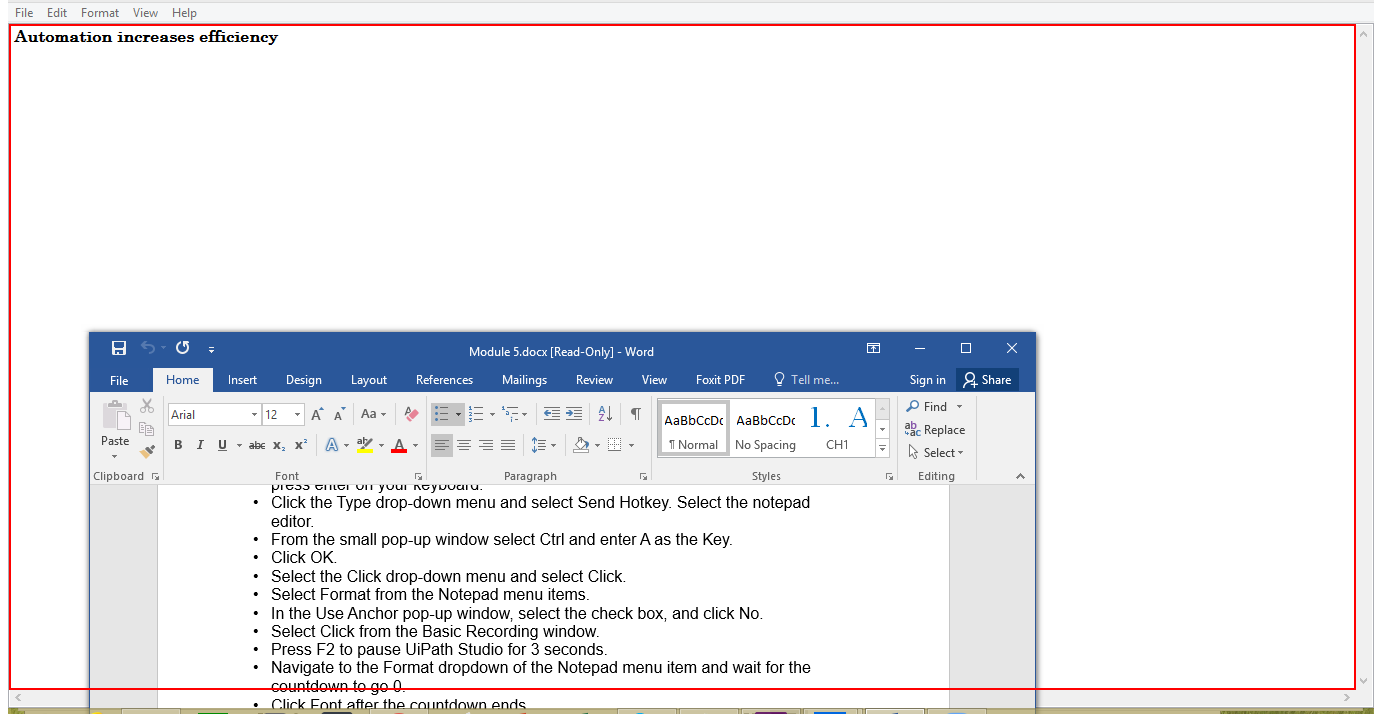 File Edit Format View Help
Automation increases efficiency
Module 5.docx [Read-Only] - Word
File Home Insert Design Layout References Mailings Review View Foxit PDF Tell me... Sign in Share
Paste
Arial 12 Aa
B I U abc X₂ X² A ab A
AaBbCcDc AaBbCcDc 1. A
¶ Normal No Spacing CH1
Find
Replace
Select
Clipboard Font Paragraph Styles Editing
press enter on your keyboard.
• Click the Type drop-down menu and select Send Hotkey. Select the notepad
editor.
• From the small pop-up window select Ctrl and enter A as the Key.
• Click OK.
• Select the Click drop-down menu and select Click.
• Select Format from the Notepad menu items.
• In the Use Anchor pop-up window, select the check box, and click No.
• Select Click from the Basic Recording window.
• Press F2 to pause UiPath Studio for 3 seconds.
• Navigate to the Format dropdown of the Notepad menu item and wait for the
countdown to go 0.
• Click Font after the countdown ends